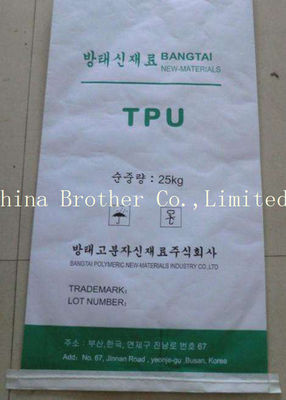 방태신재료 BANGTAI
NEW-MATERIALS
TPU
순중량: 25kg
China Brother Co., Limited
방태고분자신재료주식회사
BANGTAI POLYMERIC NEW-MATERIALS INDUSTRY CO.,LTD
TRADEMARK:
LOT NUMBER:
주소: 부산,한국, 연제구 진남로 번호 67
Add: No. 67, Jinnan Road , yeonje-gu ,Busan, Korea